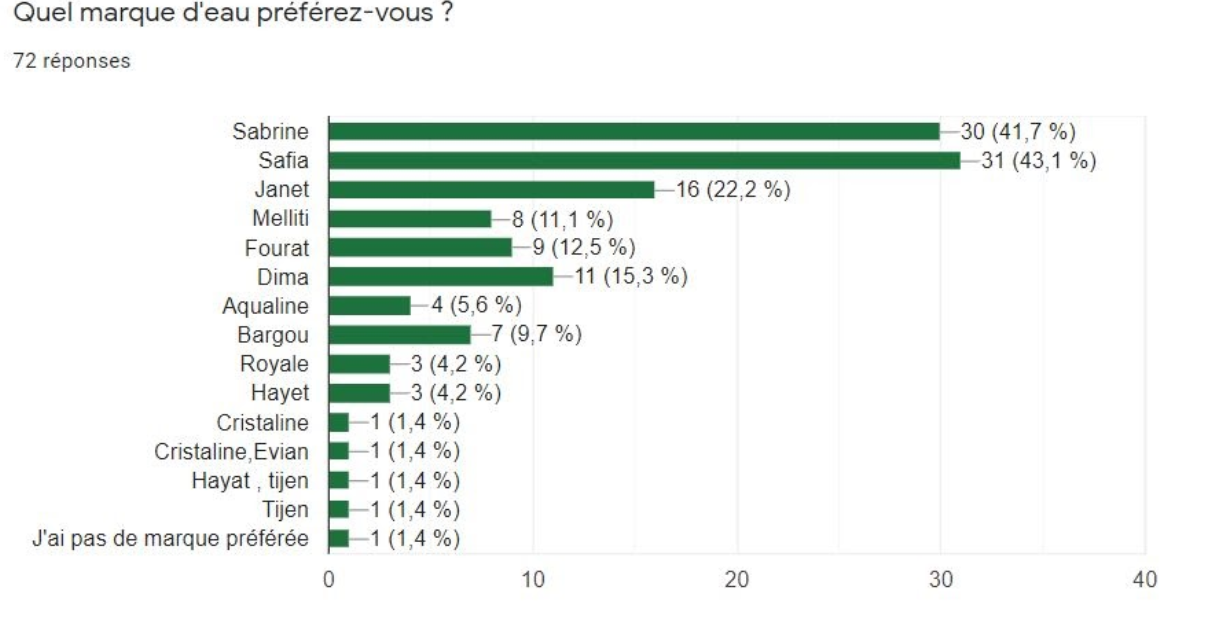 Quel marque d'eau préférez-vous ?
72 réponses
Sabrine 30 (41,7 %)
Safia 31 (43,1 %)
Janet 16 (22,2 %)
Melliti 8 (11,1 %)
Fourat 9 (12,5 %)
Dima 11 (15,3 %)
Aqualine 4 (5,6 %)
Bargou 7 (9,7 %)
Royale 3 (4,2 %)
Hayet 3 (4,2 %)
Cristaline 1 (1,4 %)
Cristaline,Evian 1 (1,4 %)
Hayat , tijen 1 (1,4 %)
Tijen 1 (1,4 %)
J'ai pas de marque préférée 1 (1,4 %)
0 10 20 30 40